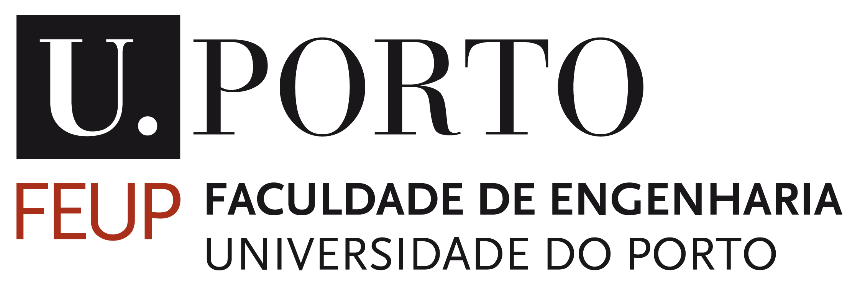 U. PORTO
FEUP FACULDADE DE ENGENHARIA
UNIVERSIDADE DO PORTO